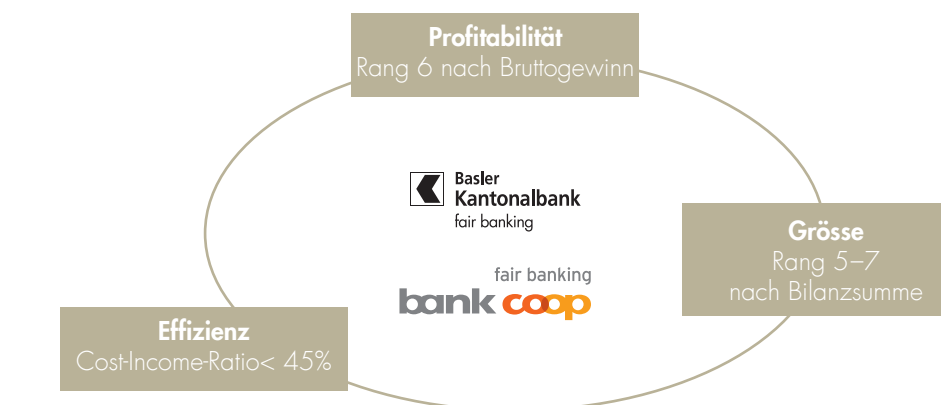 Profitabilität
Rang 6 nach Bruttogewinn
Basler
Kantonalbank
fair banking
Grösse
Rang 5–7
nach Bilanzsumme
fair banking
bank coop
Effizienz
Cost-Income-Ratio< 45%